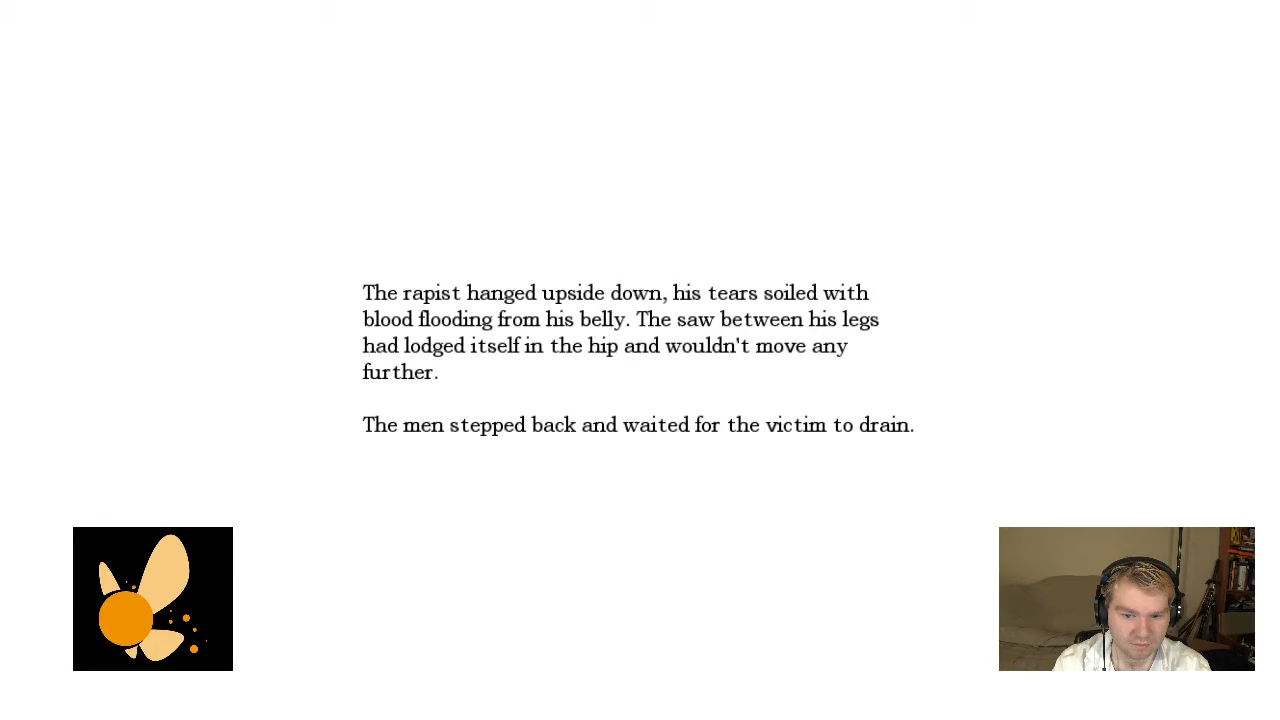 The rapist hanged upside down, his tears soiled with
blood flooding from his belly. The saw between his legs
had lodged itself in the hip and wouldn't move any
further.
The men stepped back and waited for the victim to drain.